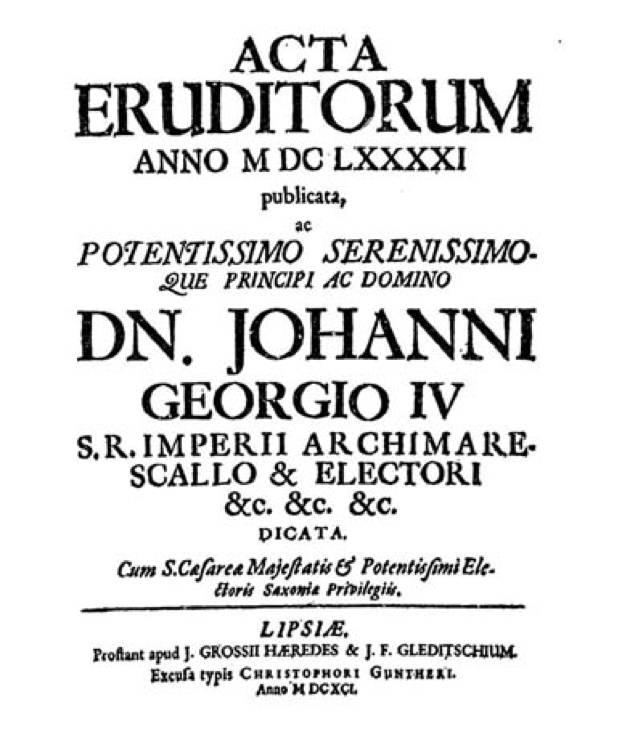 ACTA
ERUDITORUM
ANNO M DC LXXXXI
publicata,
ac
POTENTISSIMO SERENISSIMO-
QUE PRINCIPI AC DOMINO
DN. JOHANNI
GEORGIO IV
S. R. IMPERII ARCHIMARE-
SCALLO & ELECTORI
&c. &c. &c.
DICATA.
Cum S. Cæſareæ Majeſtatis & Potentiſſimi Ele-
ctoris Saxoniæ Privilegiis.
LIPSIÆ,
Proſtant apud J. GROSSII HÆREDES & J. F. GLEDITSCHIUM.
Excuſa typis CHRISTOPHORI GUNTHERI.
Anno M DCXCI.